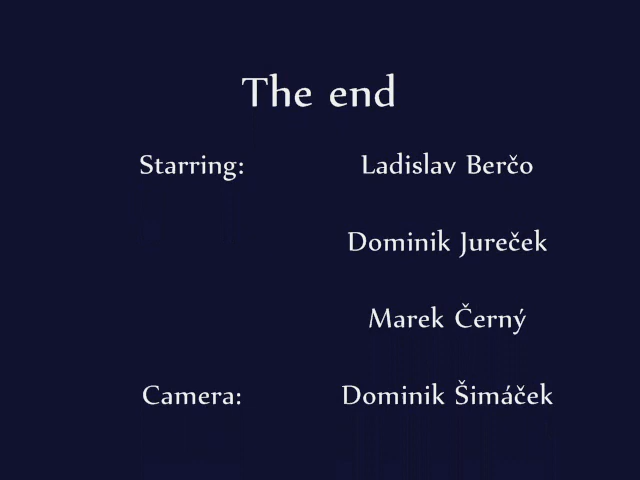 The end
Starring: Ladislav Berčo
Dominik Jureček
Marek Černý
Camera: Dominik Šimáček